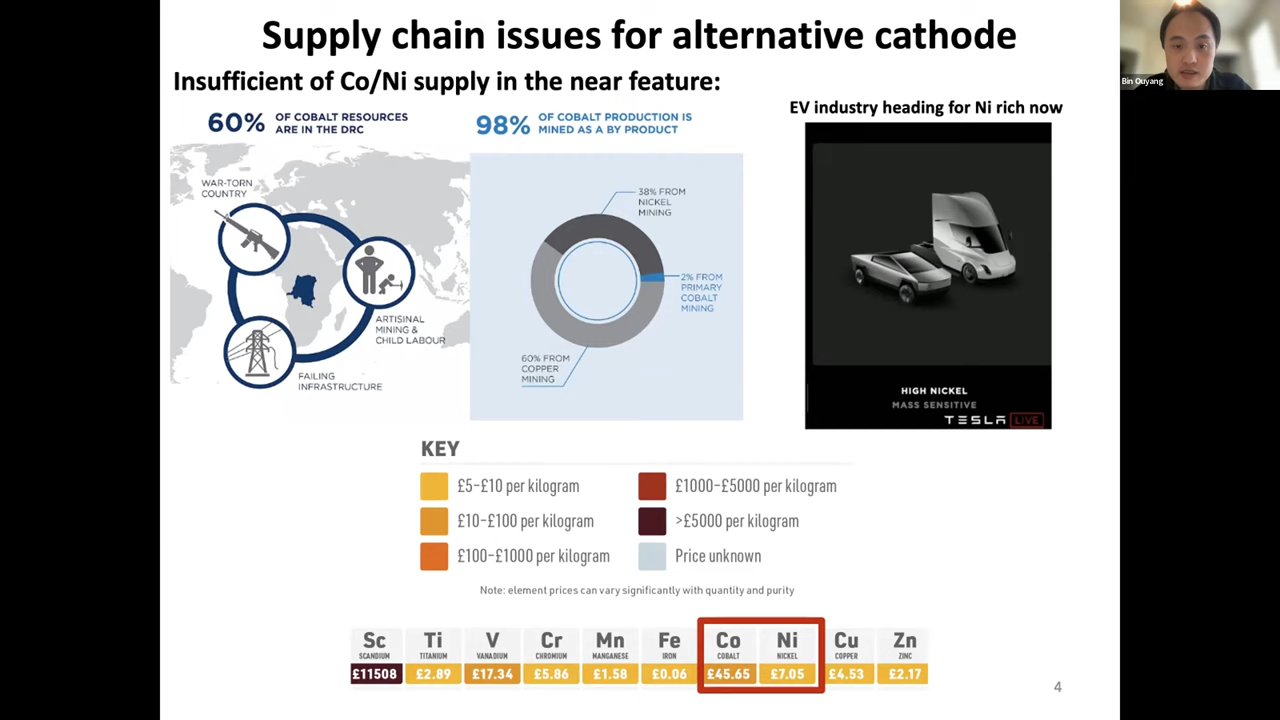 Supply chain issues for alternative cathode
Bin Ouyang
Insufficient of Co/Ni supply in the near feature:
60% OF COBALT RESOURCES
ARE IN THE DRC
WAR-TORN
COUNTRY
ARTISINAL
MINING &
CHILD LABOUR
FAILING
INFRASTRUCTURE
98% OF COBALT PRODUCTION IS
MINED AS A BY PRODUCT
38% FROM
NICKEL
MINING
2% FROM
PRIMARY
COBALT
MINING
60% FROM
COPPER
MINING
EV industry heading for Ni rich now
HIGH NICKEL
MASS SENSITIVE
TESLA LIVE
KEY
£5–£10 per kilogram
£10–£100 per kilogram
£100–£1000 per kilogram
£1000–£5000 per kilogram
>£5000 per kilogram
Price unknown
Note: element prices can vary significantly with quantity and purity
Sc Ti V Cr Mn Fe Co Ni Cu Zn
SCANDIUM TITANIUM VANADIUM CHROMIUM MANGANESE IRON COBALT NICKEL COPPER ZINC
£11508 £2.89 £17.34 £5.86 £1.58 £0.06 £45.65 £7.05 £4.53 £2.17
4